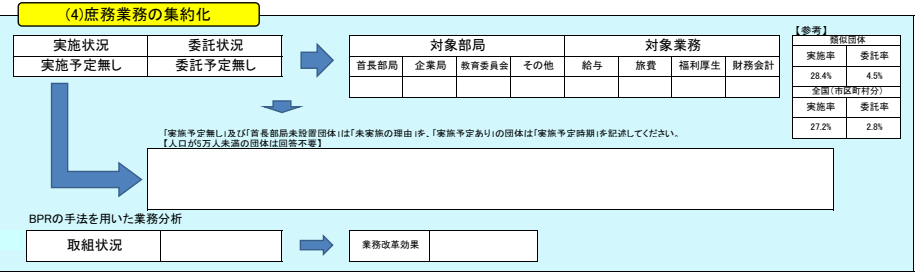 (4)庶務業務の集約化
実施状況 委託状況
実施予定無し 委託予定無し
対象部局 対象業務
首長部局 企業局 教育委員会 その他 給与 旅費 福利厚生 財務会計
【参考】
類似団体
実施率 委託率
28.4% 4.5%
全国(市区町村分)
実施率 委託率
27.2% 2.8%
「実施予定無し」及び「首長部局未設置団体」は「未実施の理由」を、「実施予定あり」の団体は「実施予定時期」を記述してください。
【人口が5万人未満の団体は回答不要】
BPRの手法を用いた業務分析
取組状況
業務改革効果